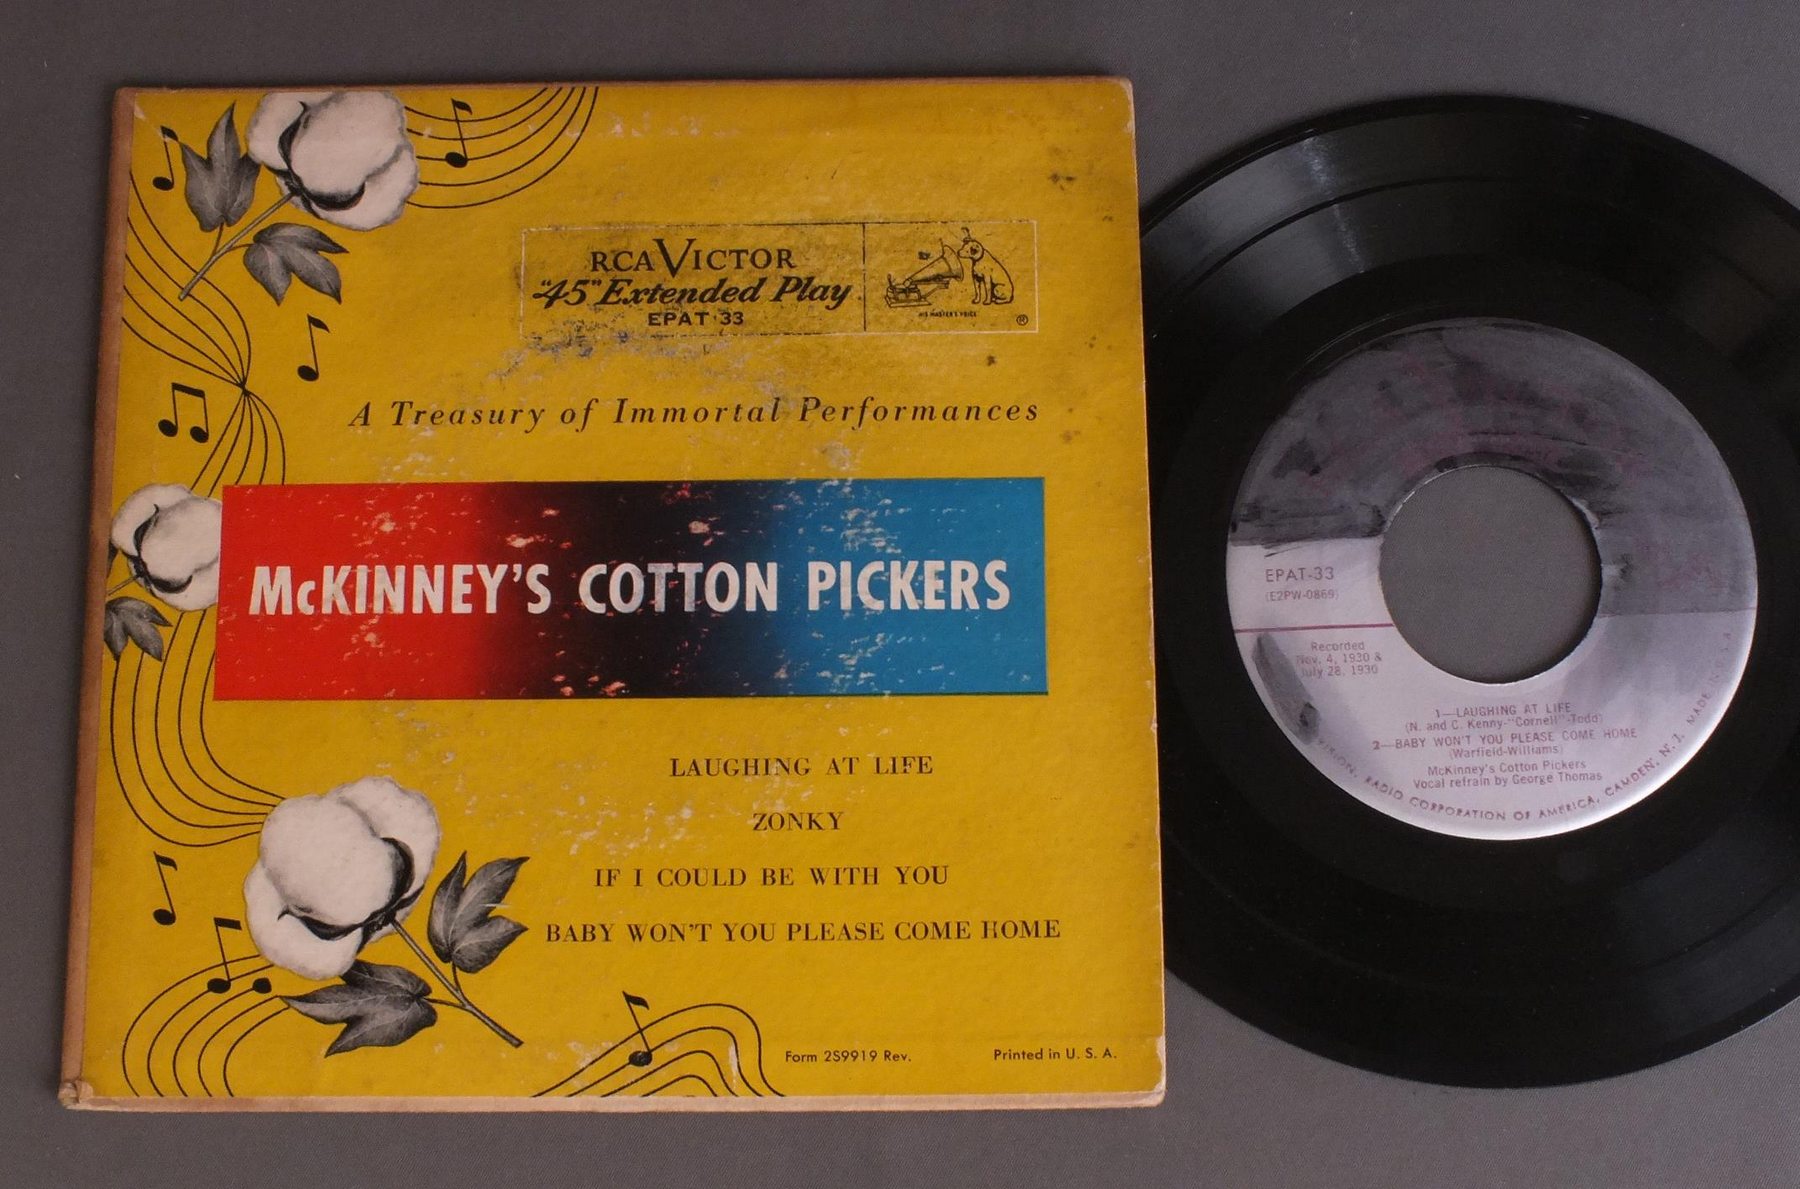 RCA VICTOR
"45" Extended Play
EPAT-33
HIS MASTER'S VOICE
®
A Treasury of Immortal Performances
McKINNEY'S COTTON PICKERS
LAUGHING AT LIFE
ZONKY
IF I COULD BE WITH YOU
BABY WON'T YOU PLEASE COME HOME
Form 2S9919 Rev.
Printed in U. S. A.
EPAT-33
(E2PW-0869)
Recorded
Nov. 4, 1930 &
July 28, 1930
1—LAUGHING AT LIFE
(N. and C. Kenny-"Cornell"-Todd)
2—BABY WON'T YOU PLEASE COME HOME
(Warfield-Williams)
McKinney's Cotton Pickers
Vocal refrain by George Thomas
RADIO CORPORATION OF AMERICA, CAMDEN, N. J. MADE IN